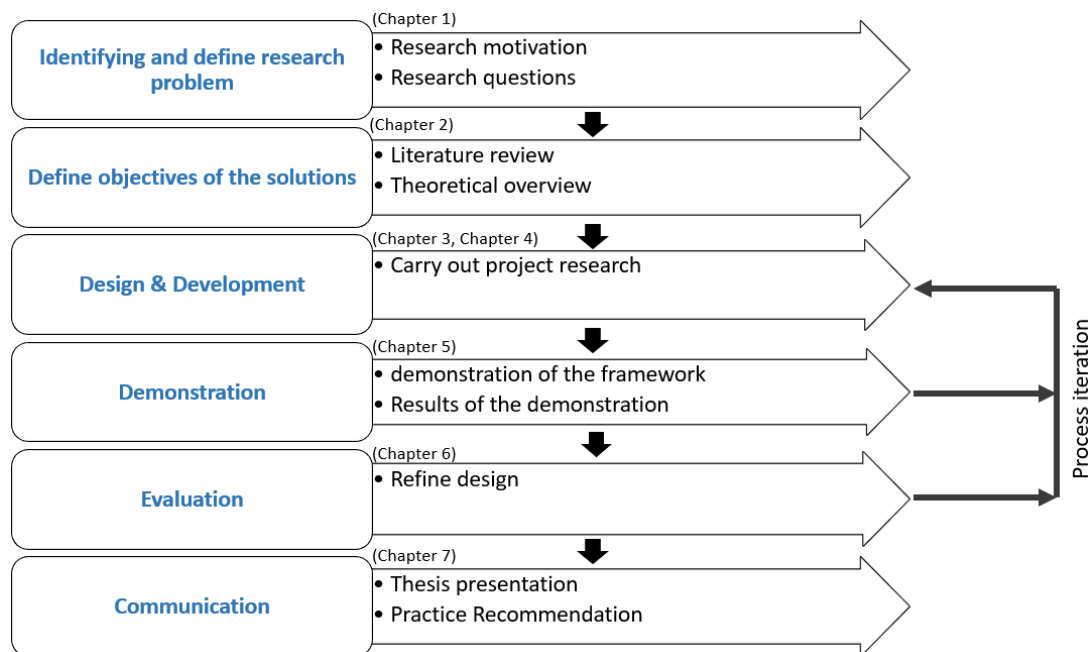 (Chapter 1)
Identifying and define research
problem
• Research motivation
• Research questions
(Chapter 2)
Define objectives of the solutions
• Literature review
• Theoretical overview
(Chapter 3, Chapter 4)
Design & Development
• Carry out project research
(Chapter 5)
Demonstration
• demonstration of the framework
• Results of the demonstration
(Chapter 6)
Evaluation
• Refine design
(Chapter 7)
Communication
• Thesis presentation
• Practice Recommendation
Process iteration